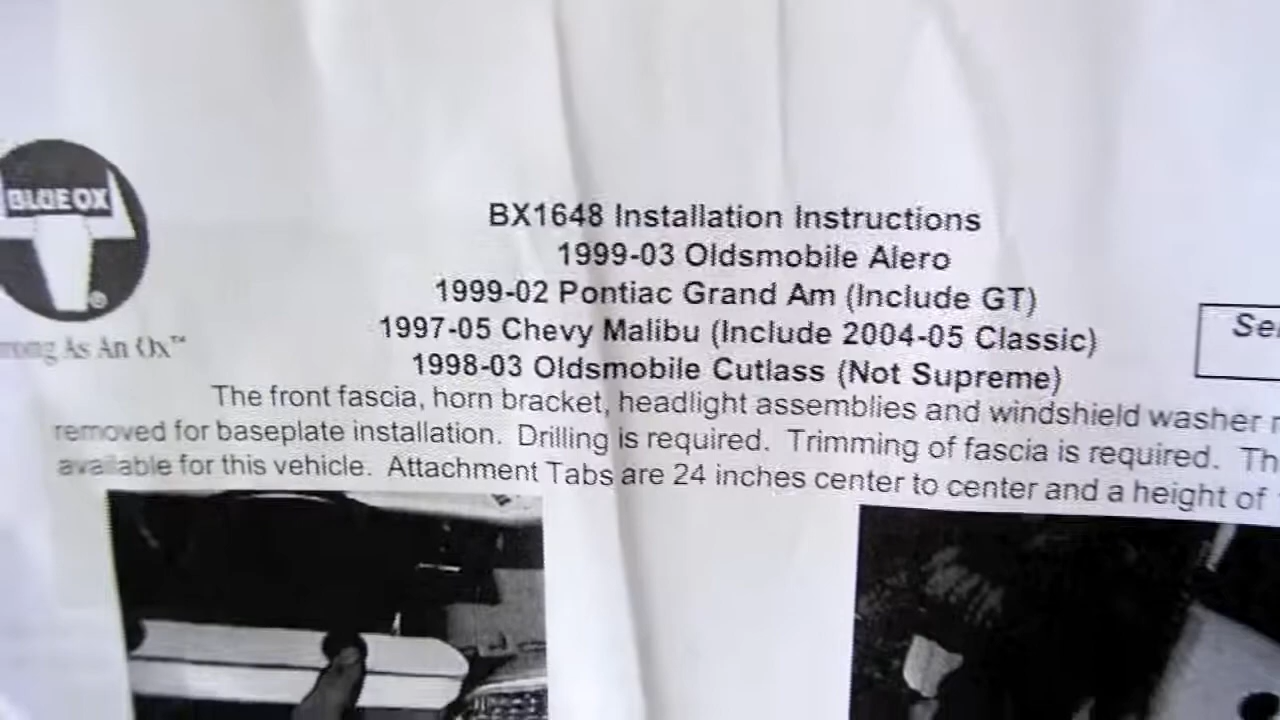 BLUE OX
®
As An Ox™
BX1648 Installation Instructions
1999-03 Oldsmobile Alero
1999-02 Pontiac Grand Am (Include GT)
1997-05 Chevy Malibu (Include 2004-05 Classic)
1998-03 Oldsmobile Cutlass (Not Supreme)
The front fascia, horn bracket, headlight assemblies and windshield washer
removed for baseplate installation. Drilling is required. Trimming of fascia is required.
available for this vehicle. Attachment Tabs are 24 inches center to center and a height of